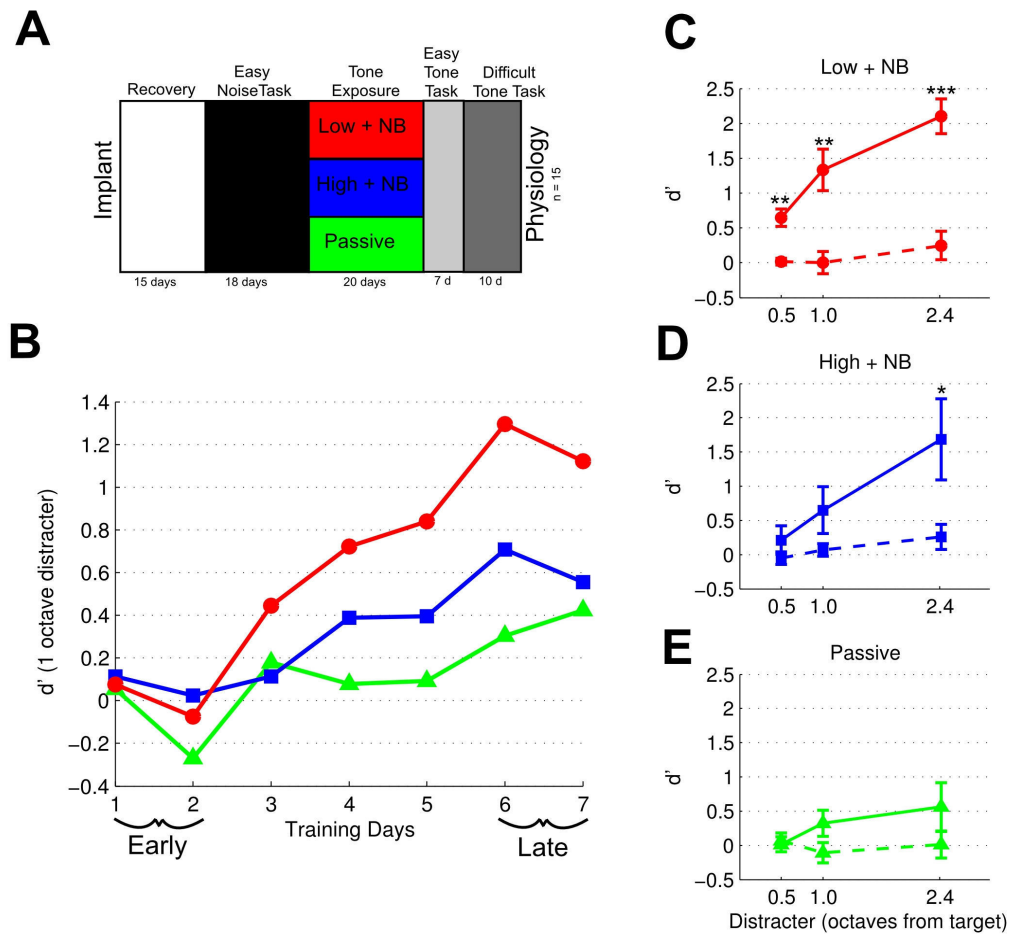 A
Recovery
Easy
NoiseTask
Tone
Exposure
Easy
Tone
Task
Difficult
Tone Task
Implant
Low + NB
High + NB
Passive
Physiology
n = 15
15 days
18 days
20 days
7 d
10 d
B
d' (1 octave distracter)
1.4
1.2
1
0.8
0.6
0.4
0.2
0
−0.2
−0.4
1 2 3 4 5 6 7
Training Days
Early
Late
C
Low + NB
d'
2.5
2
1.5
1
0.5
0
−0.5
**
**
***
0.5 1.0 2.4
D
High + NB
d'
2.5
2
1.5
1
0.5
0
−0.5
*
0.5 1.0 2.4
E
Passive
d'
2.5
2
1.5
1
0.5
0
−0.5
0.5 1.0 2.4
Distracter (octaves from target)